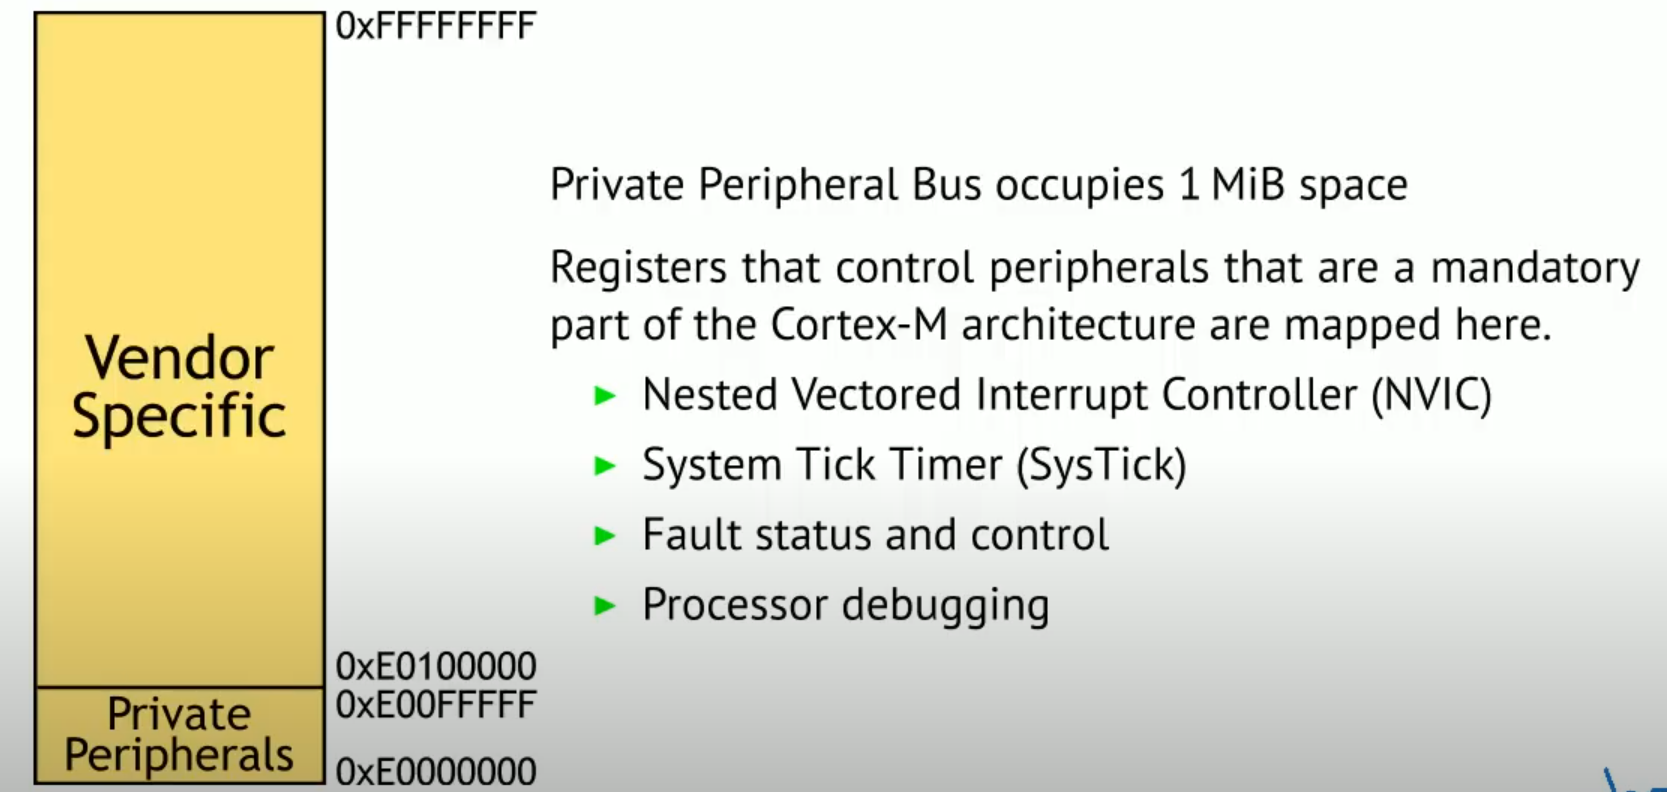 0xFFFFFFFF
Private Peripheral Bus occupies 1 MiB space
Registers that control peripherals that are a mandatory
part of the Cortex-M architecture are mapped here.
Vendor
Specific
► Nested Vectored Interrupt Controller (NVIC)
► System Tick Timer (SysTick)
► Fault status and control
► Processor debugging
0xE0100000
0xE00FFFFF
Private
Peripherals
0xE0000000